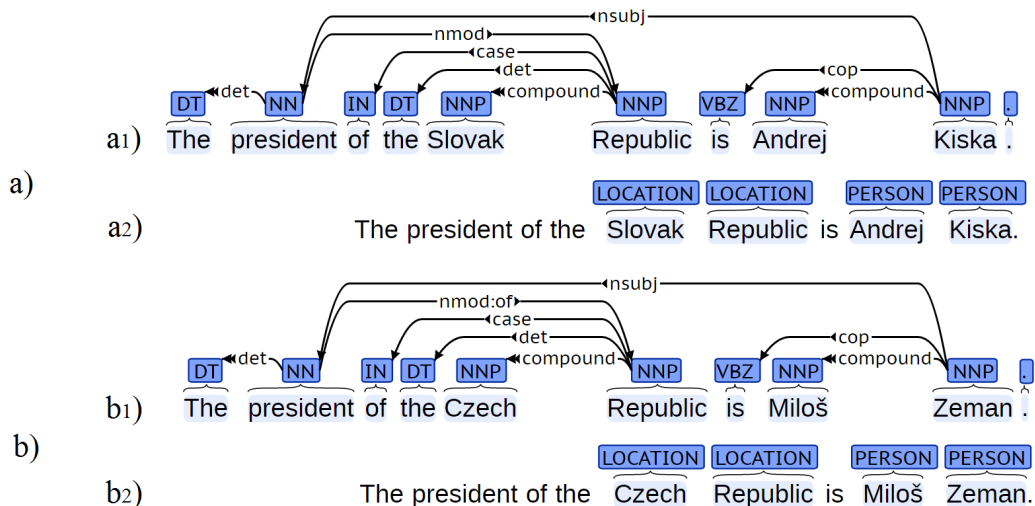 nsubj
nmod
case
det
det compound cop compound
DT NN IN DT NNP NNP VBZ NNP NNP .
a1) The president of the Slovak Republic is Andrej Kiska .
a)
LOCATION LOCATION PERSON PERSON
a2) The president of the Slovak Republic is Andrej Kiska.
nsubj
nmod:of
case
det cop
det compound compound
DT NN IN DT NNP NNP VBZ NNP NNP .
b1) The president of the Czech Republic is Miloš Zeman .
b)
LOCATION LOCATION PERSON PERSON
b2) The president of the Czech Republic is Miloš Zeman.